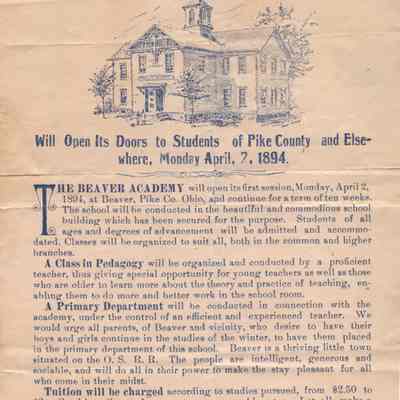 Will Open Its Doors to Students of Pike County and Else-
where, Monday April, 2, 1894.
THE BEAVER ACADEMY will open its first session, Monday, April 2,
1894, at Beaver, Pike Co. Ohio, and continue for a term of ten weeks.
The school will be conducted in the beautiful and commodious school
building which has been secured for the purpose. Students of all
ages and degrees of advancement will be admitted and accommo-
dated. Classes will be organized to suit all, both in the common and higher
branches.
A Class in Pedagogy will be organized and conducted by a proficient
teacher, thus giving special opportunity for young teachers as well as those
who are older to learn more about the theory and practice of teaching, en-
abling them to do more and better work in the school room.
A Primary Department will be conducted in connection with the
academy, under the control of an efficient and experienced teacher. We
would urge all parents, of Beaver and vicinity, who desire to have their
boys and girls continue in the studies of the winter, to have them placed
in the primary department of this school. Beaver is a thriving little town
situated on the O. S. R. R. The people are intelligent, generous and
sociable, and will do all in their power to make the stay pleasant for all
who come in their midst.
Tuition will be charged according to studies pursued, from $2.50 to